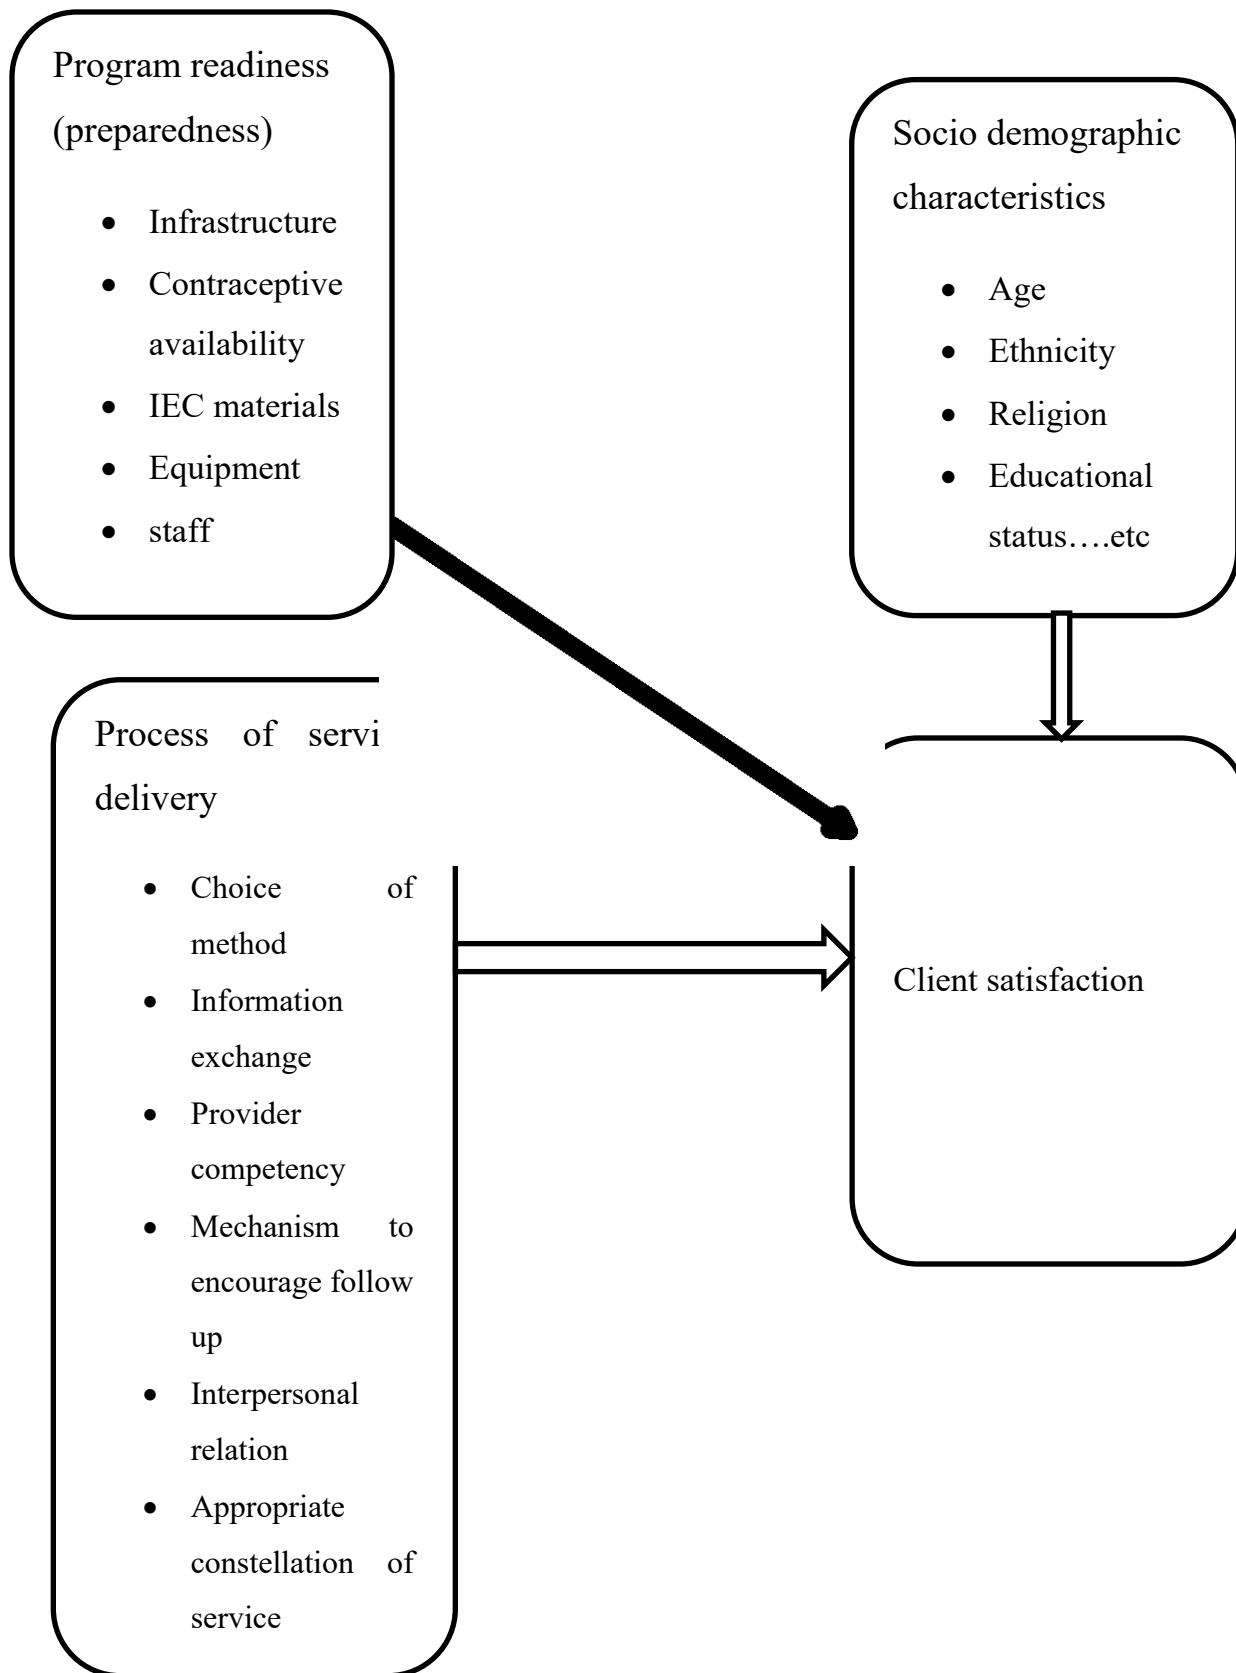 Program readiness
(preparedness)
• Infrastructure
• Contraceptive
availability
• IEC materials
• Equipment
• staff
Socio demographic
characteristics
• Age
• Ethnicity
• Religion
• Educational
status….etc
Process of servi
delivery
• Choice of
method
• Information
exchange
• Provider
competency
• Mechanism to
encourage follow
up
• Interpersonal
relation
• Appropriate
constellation of
service
Client satisfaction